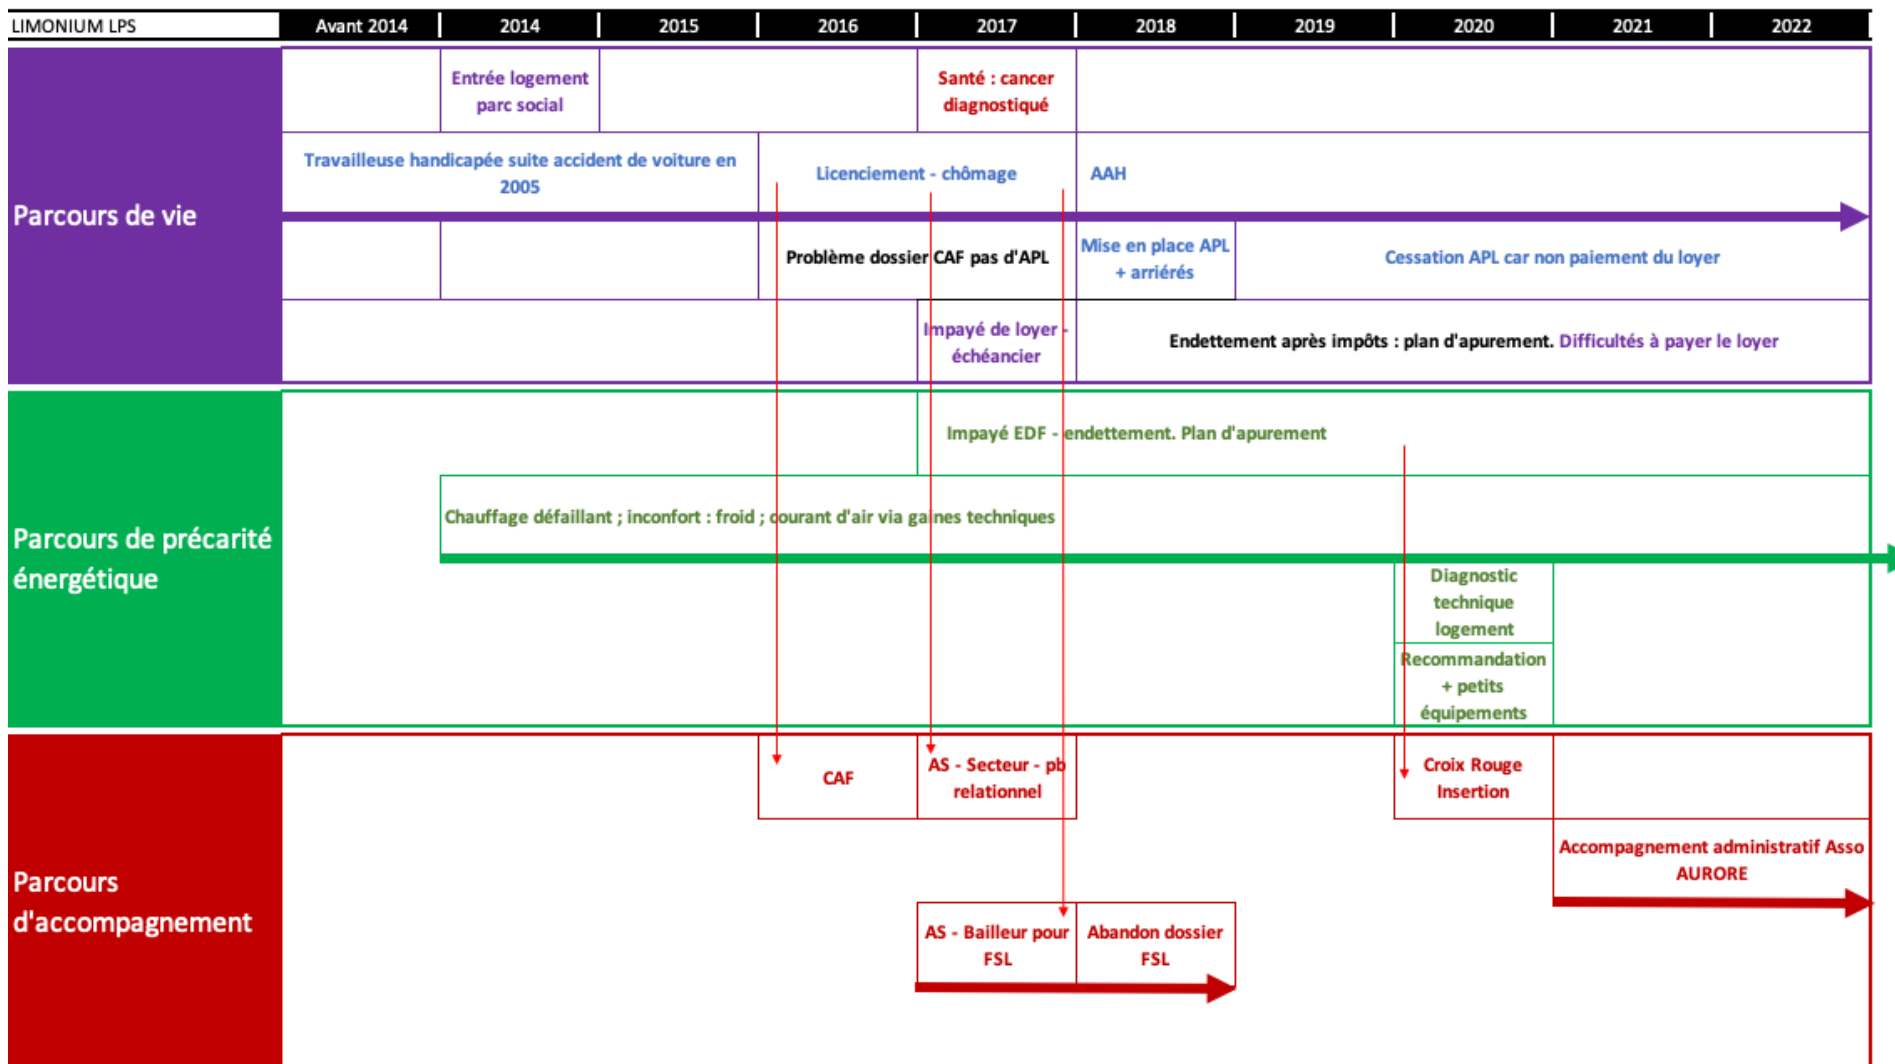 LIMONIUM LPS
Avant 2014
2014
2015
2016
2017
2018
2019
2020
2021
2022
Parcours de vie
Entrée logement
parc social
Santé : cancer
diagnostiqué
Travailleuse handicapée suite accident de voiture en
2005
Licenciement - chômage
AAH
Problème dossier CAF pas d'APL
Mise en place APL
+ arriérés
Cessation APL car non paiement du loyer
Impayé de loyer -
échéancier
Endettement après impôts : plan d'apurement. Difficultés à payer le loyer
Parcours de précarité
énergétique
Impayé EDF - endettement. Plan d'apurement
Chauffage défaillant ; inconfort : froid ; courant d'air via gaines techniques
Diagnostic
technique
logement
Recommandation
+ petits
équipements
Parcours
d'accompagnement
CAF
AS - Secteur - pb
relationnel
Croix Rouge
Insertion
Accompagnement administratif Asso
AURORE
AS - Bailleur pour
FSL
Abandon dossier
FSL